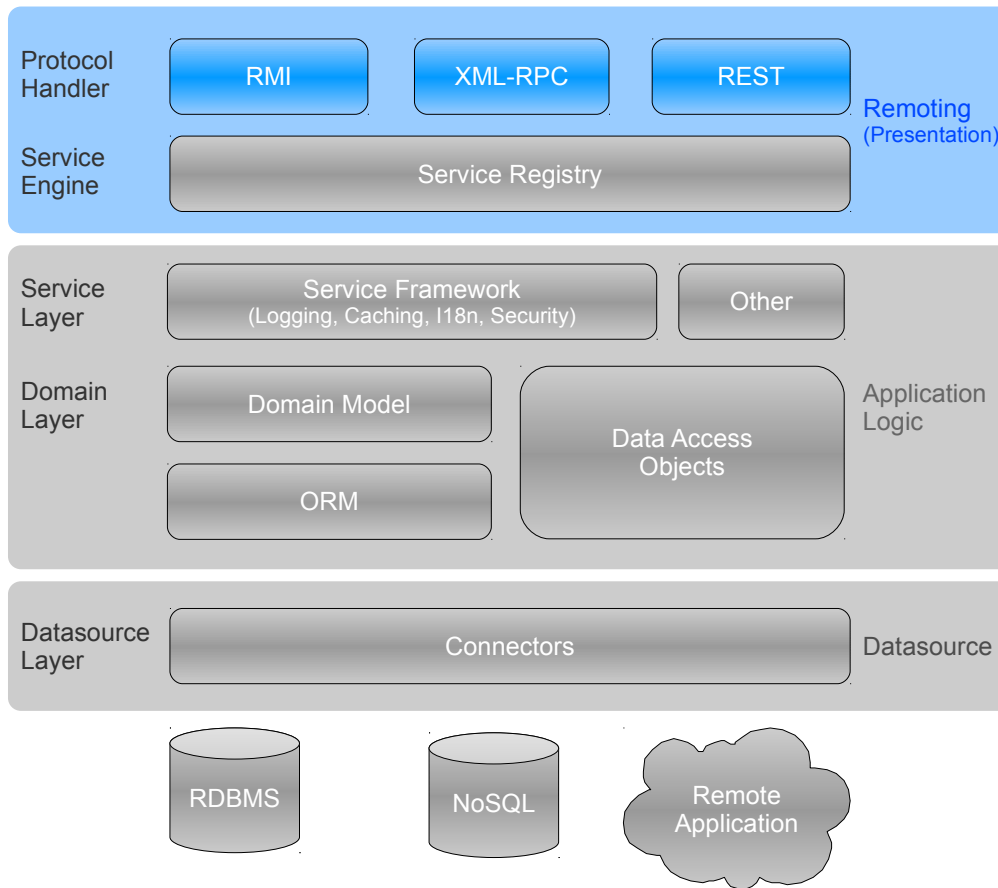 Protocol
Handler
RMI
XML-RPC
REST
Remoting
(Presentation)
Service
Engine
Service Registry
Service
Layer
Service Framework
(Logging, Caching, I18n, Security)
Other
Domain
Layer
Domain Model
Data Access
Objects
Application
Logic
ORM
Datasource
Layer
Connectors
Datasource
RDBMS
NoSQL
Remote
Application